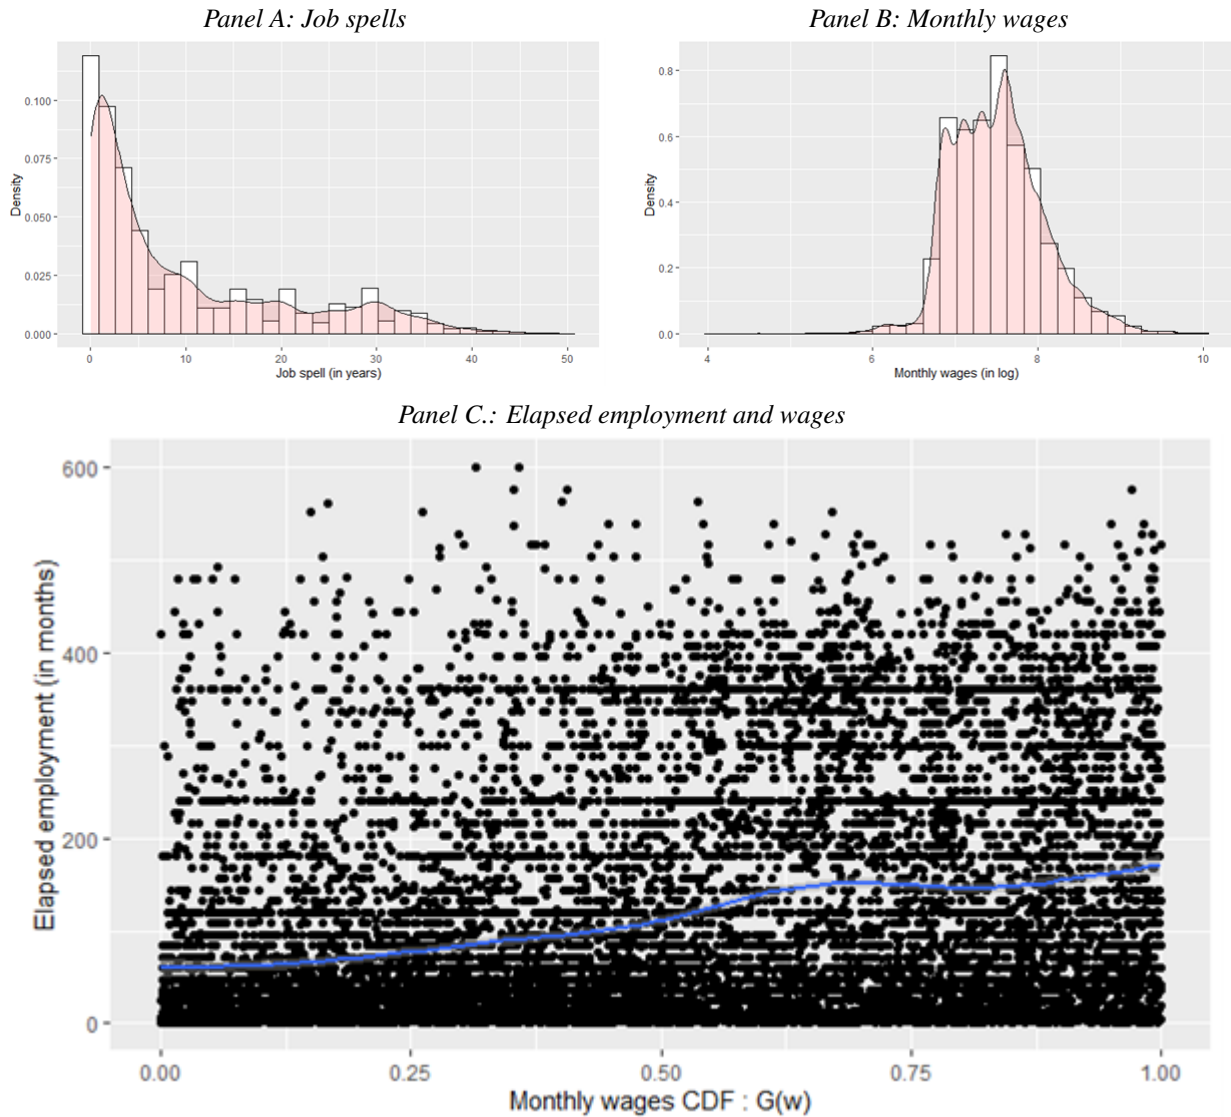 Panel A: Job spells
Panel B: Monthly wages
Density
0.100
0.075
0.050
0.025
0.000
0 10 20 30 40 50
Job spell (in years)
Density
0.8
0.6
0.4
0.2
0.0
4 6 8 10
Monthly wages (in log)
Panel C.: Elapsed employment and wages
Elapsed employment (in months)
600
400
200
0
0.00 0.25 0.50 0.75 1.00
Monthly wages CDF : G(w)